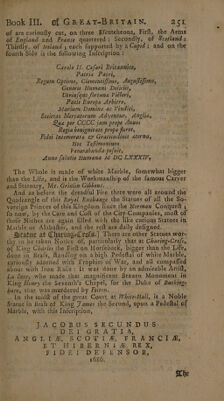 Book III. of GREAT-BRITAIN. 251
of are curiously cut, on three Escutcheons, First, the Arms
of England and France quartered; Secondly, of Scotland;
Thirdly, of Ireland; each supported by a Cupid; and on the
fourth Side is the following Inscription:
Carolo II. Cæsari Britannico,
Patriæ Patri,
Regum Optimo, Clementissimo, Augustissimo,
Generis Humani Deliciis,
Utriusque fortunæ Victori,
Pacis Europæ Arbitro,
Marium Domino ac Vindici,
Societas Mercatorum Adventur. Angliæ,
Quæ per CCCC jam prope Annos
Regia benignitate prope floret,
Fidei Intemeratæ & Gratitudinis æternæ,
Hoc Testimonium
Venerabunda posuit,
Anno Salutis Humanæ M DC LXXXIV,
The Whole is made of white Marble, somewhat bigger
than the Life, and is the Workmanship of the famous Carver
and Statuary, Mr. Grinlin Gibbons.
And as before the dreadful Fire there were all around the
Quadrangle of this Royal Exchange the Statues of all the So-
vereign Princes of this Kingdom since the Norman Conquest;
so now, by the Care and Cost of the City-Companies, most of
those Niches are again filled with the like curious Statues in
Marble or Alabaster, and the rest are daily designed.
Statue at Charing-Cross.] There are other Statues wor-
thy to be taken Notice of, particularly that at Charing-Cross,
of King Charles the First on Horseback, bigger than the Life,
done in Brass, standing on a high Pedestal of white Marble,
curiously adorned with Trophies of War, and all compassed
about with Iron Rails: It was done by an admirable Artist,
La Sore, who made that magnificent Brazen Monument in
King Henry the Seventh's Chapel, for the Duke of Bucking-
ham, that was murdered by Fenton.
In the midst of the great Court at White-Hall, is a Noble
Statue in Brass of King James the Second, upon a Pedestal of
Marble, with this Inscription,
JACOBUS SECUNDUS
DEI GRATIA,
ANGLIÆ, SCOTIÆ, FRANCIÆ,
ET HIBERNIÆ REX,
FIDEI DEFENSOR,
1686.
The